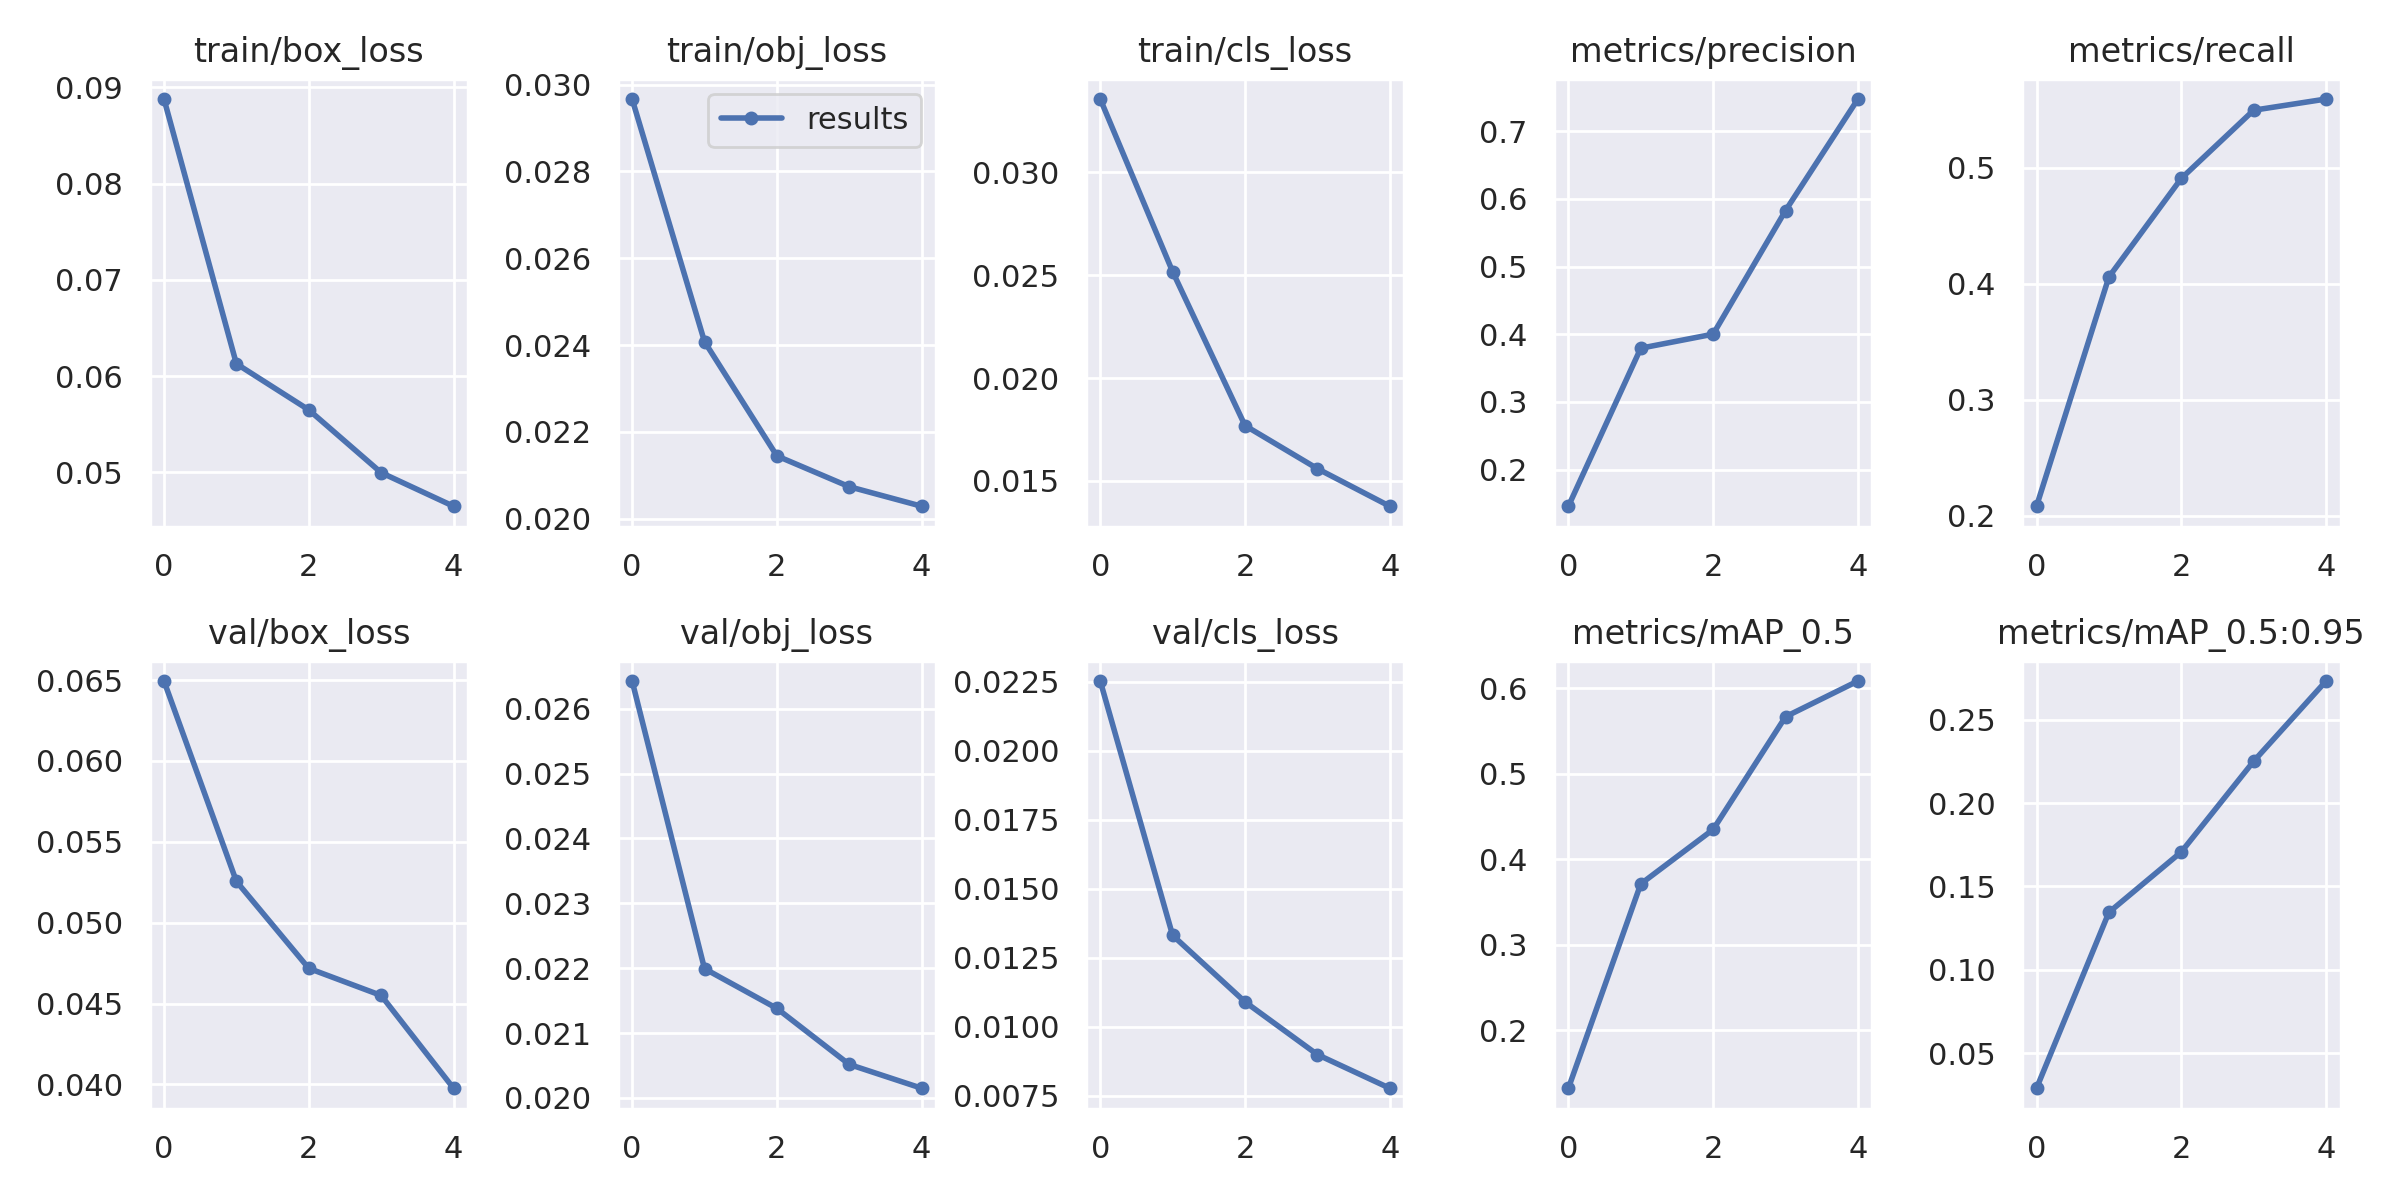 train/box_loss
0.09
0.08
0.07
0.06
0.05
0 2 4
train/obj_loss
results
0.030
0.028
0.026
0.024
0.022
0.020
0 2 4
train/cls_loss
0.030
0.025
0.020
0.015
0 2 4
metrics/precision
0.7
0.6
0.5
0.4
0.3
0.2
0 2 4
metrics/recall
0.5
0.4
0.3
0.2
0 2 4
val/box_loss
0.065
0.060
0.055
0.050
0.045
0.040
0 2 4
val/obj_loss
0.026
0.025
0.024
0.023
0.022
0.021
0.020
0 2 4
val/cls_loss
0.0225
0.0200
0.0175
0.0150
0.0125
0.0100
0.0075
0 2 4
metrics/mAP_0.5
0.6
0.5
0.4
0.3
0.2
0 2 4
metrics/mAP_0.5:0.95
0.25
0.20
0.15
0.10
0.05
0 2 4